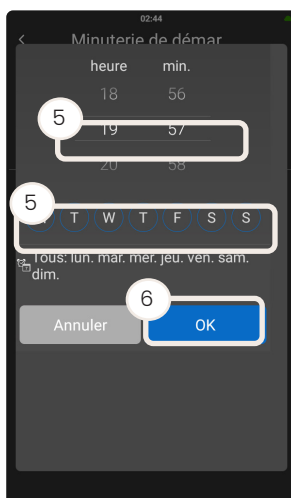 02:44
Minuterie de démar
heure min.
18 56
5
19 57
20 58
5
T W T F S S
Tous: lun. mar. mer. jeu. ven. sam.
dim.
6
Annuler OK